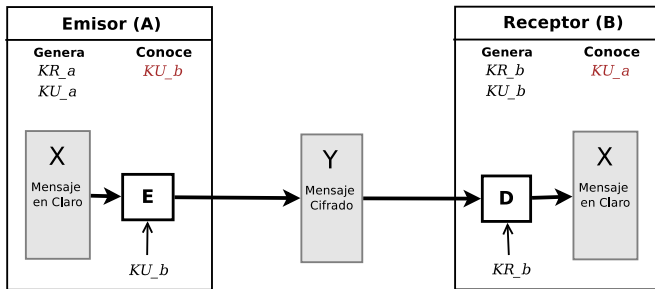 Emisor (A)
Genera
Conoce
KR_a
KU_b
KU_a
X
Mensaje
en Claro
E
KU_b
Y
Mensaje
Cifrado
Receptor (B)
Genera
Conoce
KR_b
KU_a
KU_b
D
KR_b
X
Mensaje
en Claro